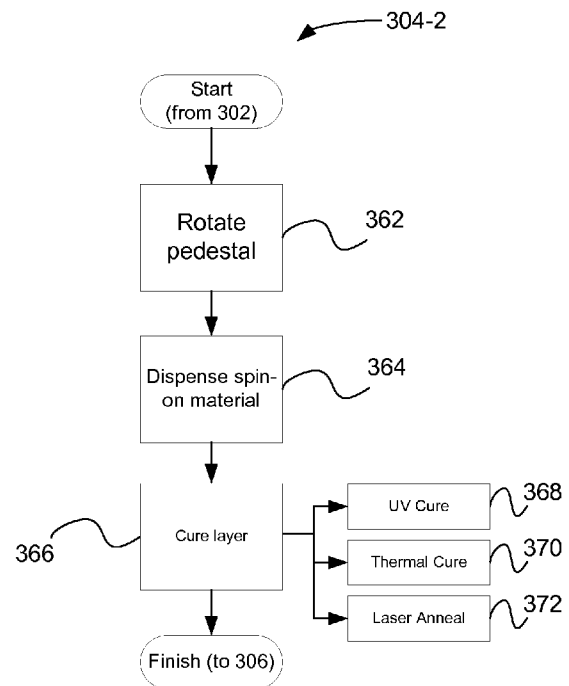 304-2
Start
(from 302)
Rotate
pedestal
362
Dispense spin-
on material
364
Cure layer
366
UV Cure
368
Thermal Cure
370
Laser Anneal
372
Finish (to 306)